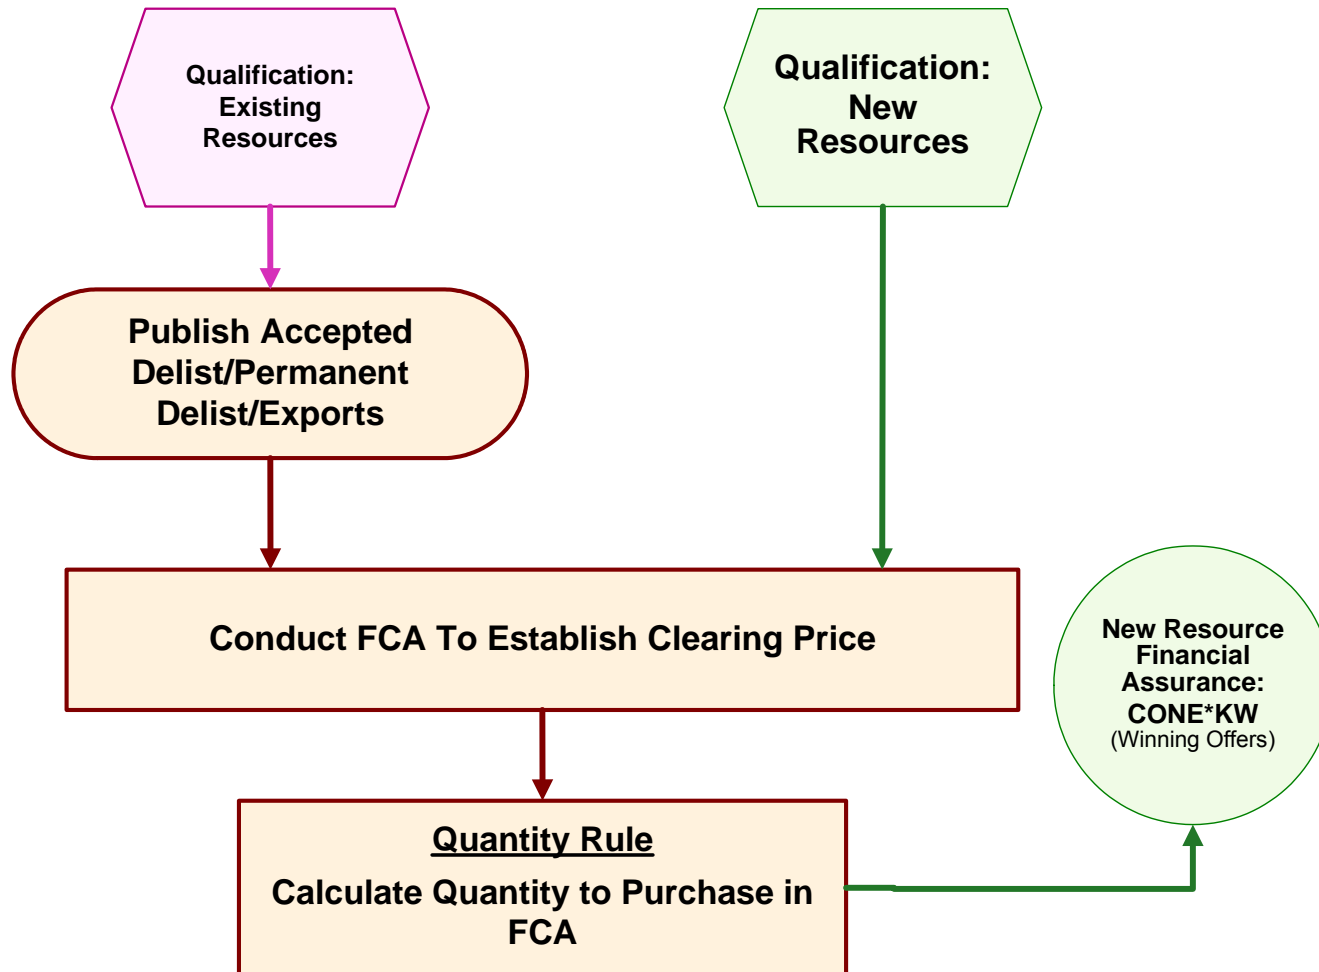 Qualification:
Existing
Resources
Qualification:
New
Resources
Publish Accepted
Delist/Permanent
Delist/Exports
Conduct FCA To Establish Clearing Price
New Resource
Financial
Assurance:
CONE*KW
(Winning Offers)
Quantity Rule
Calculate Quantity to Purchase in
FCA